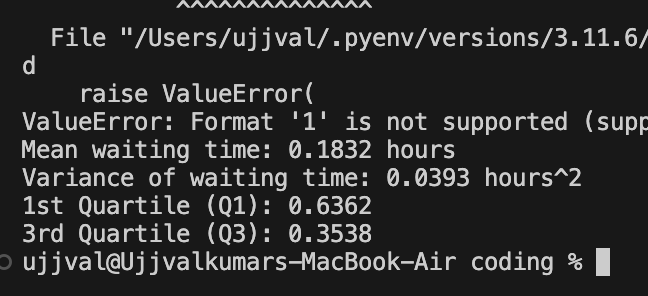 ^^^^^^^^^^^^^^
File "/Users/ujjval/.pyenv/versions/3.11.6/
d
raise ValueError(
ValueError: Format '1' is not supported (supp
Mean waiting time: 0.1832 hours
Variance of waiting time: 0.0393 hours^2
1st Quartile (Q1): 0.6362
3rd Quartile (Q3): 0.3538
ujjval@Ujjvalkumars-MacBook-Air coding %